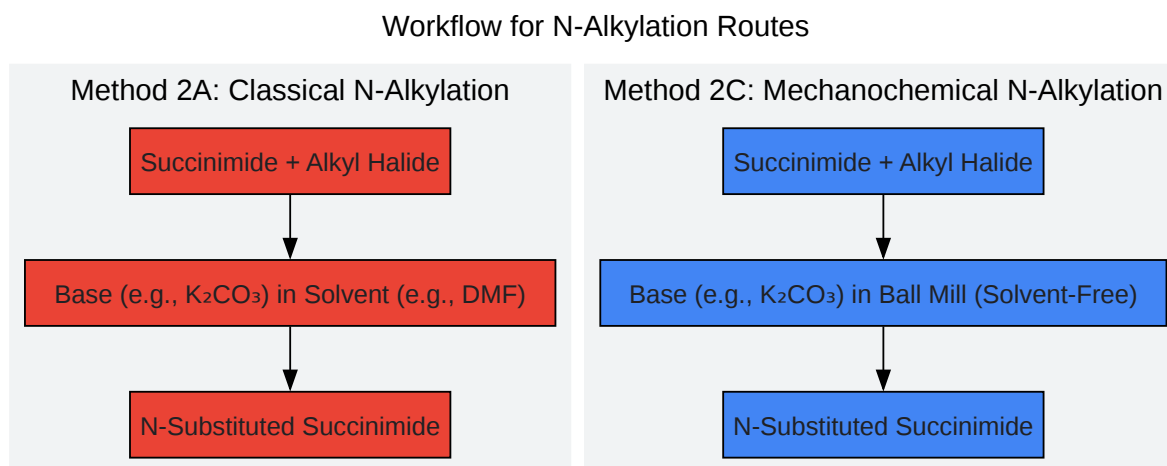 Workflow for N-Alkylation Routes
Method 2A: Classical N-Alkylation
Succinimide + Alkyl Halide
Base (e.g., K₂CO₃) in Solvent (e.g., DMF)
N-Substituted Succinimide
Method 2C: Mechanochemical N-Alkylation
Succinimide + Alkyl Halide
Base (e.g., K₂CO₃) in Ball Mill (Solvent-Free)
N-Substituted Succinimide